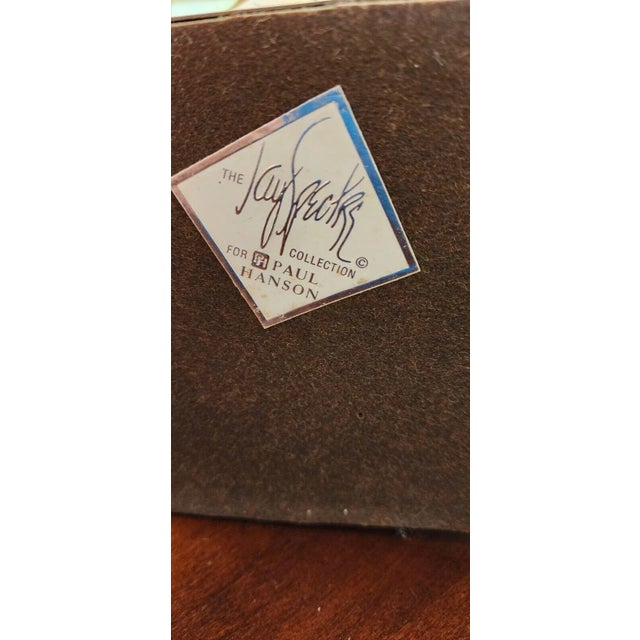 THE Jay Spectre
COLLECTION ©
FOR PH PAUL
HANSON